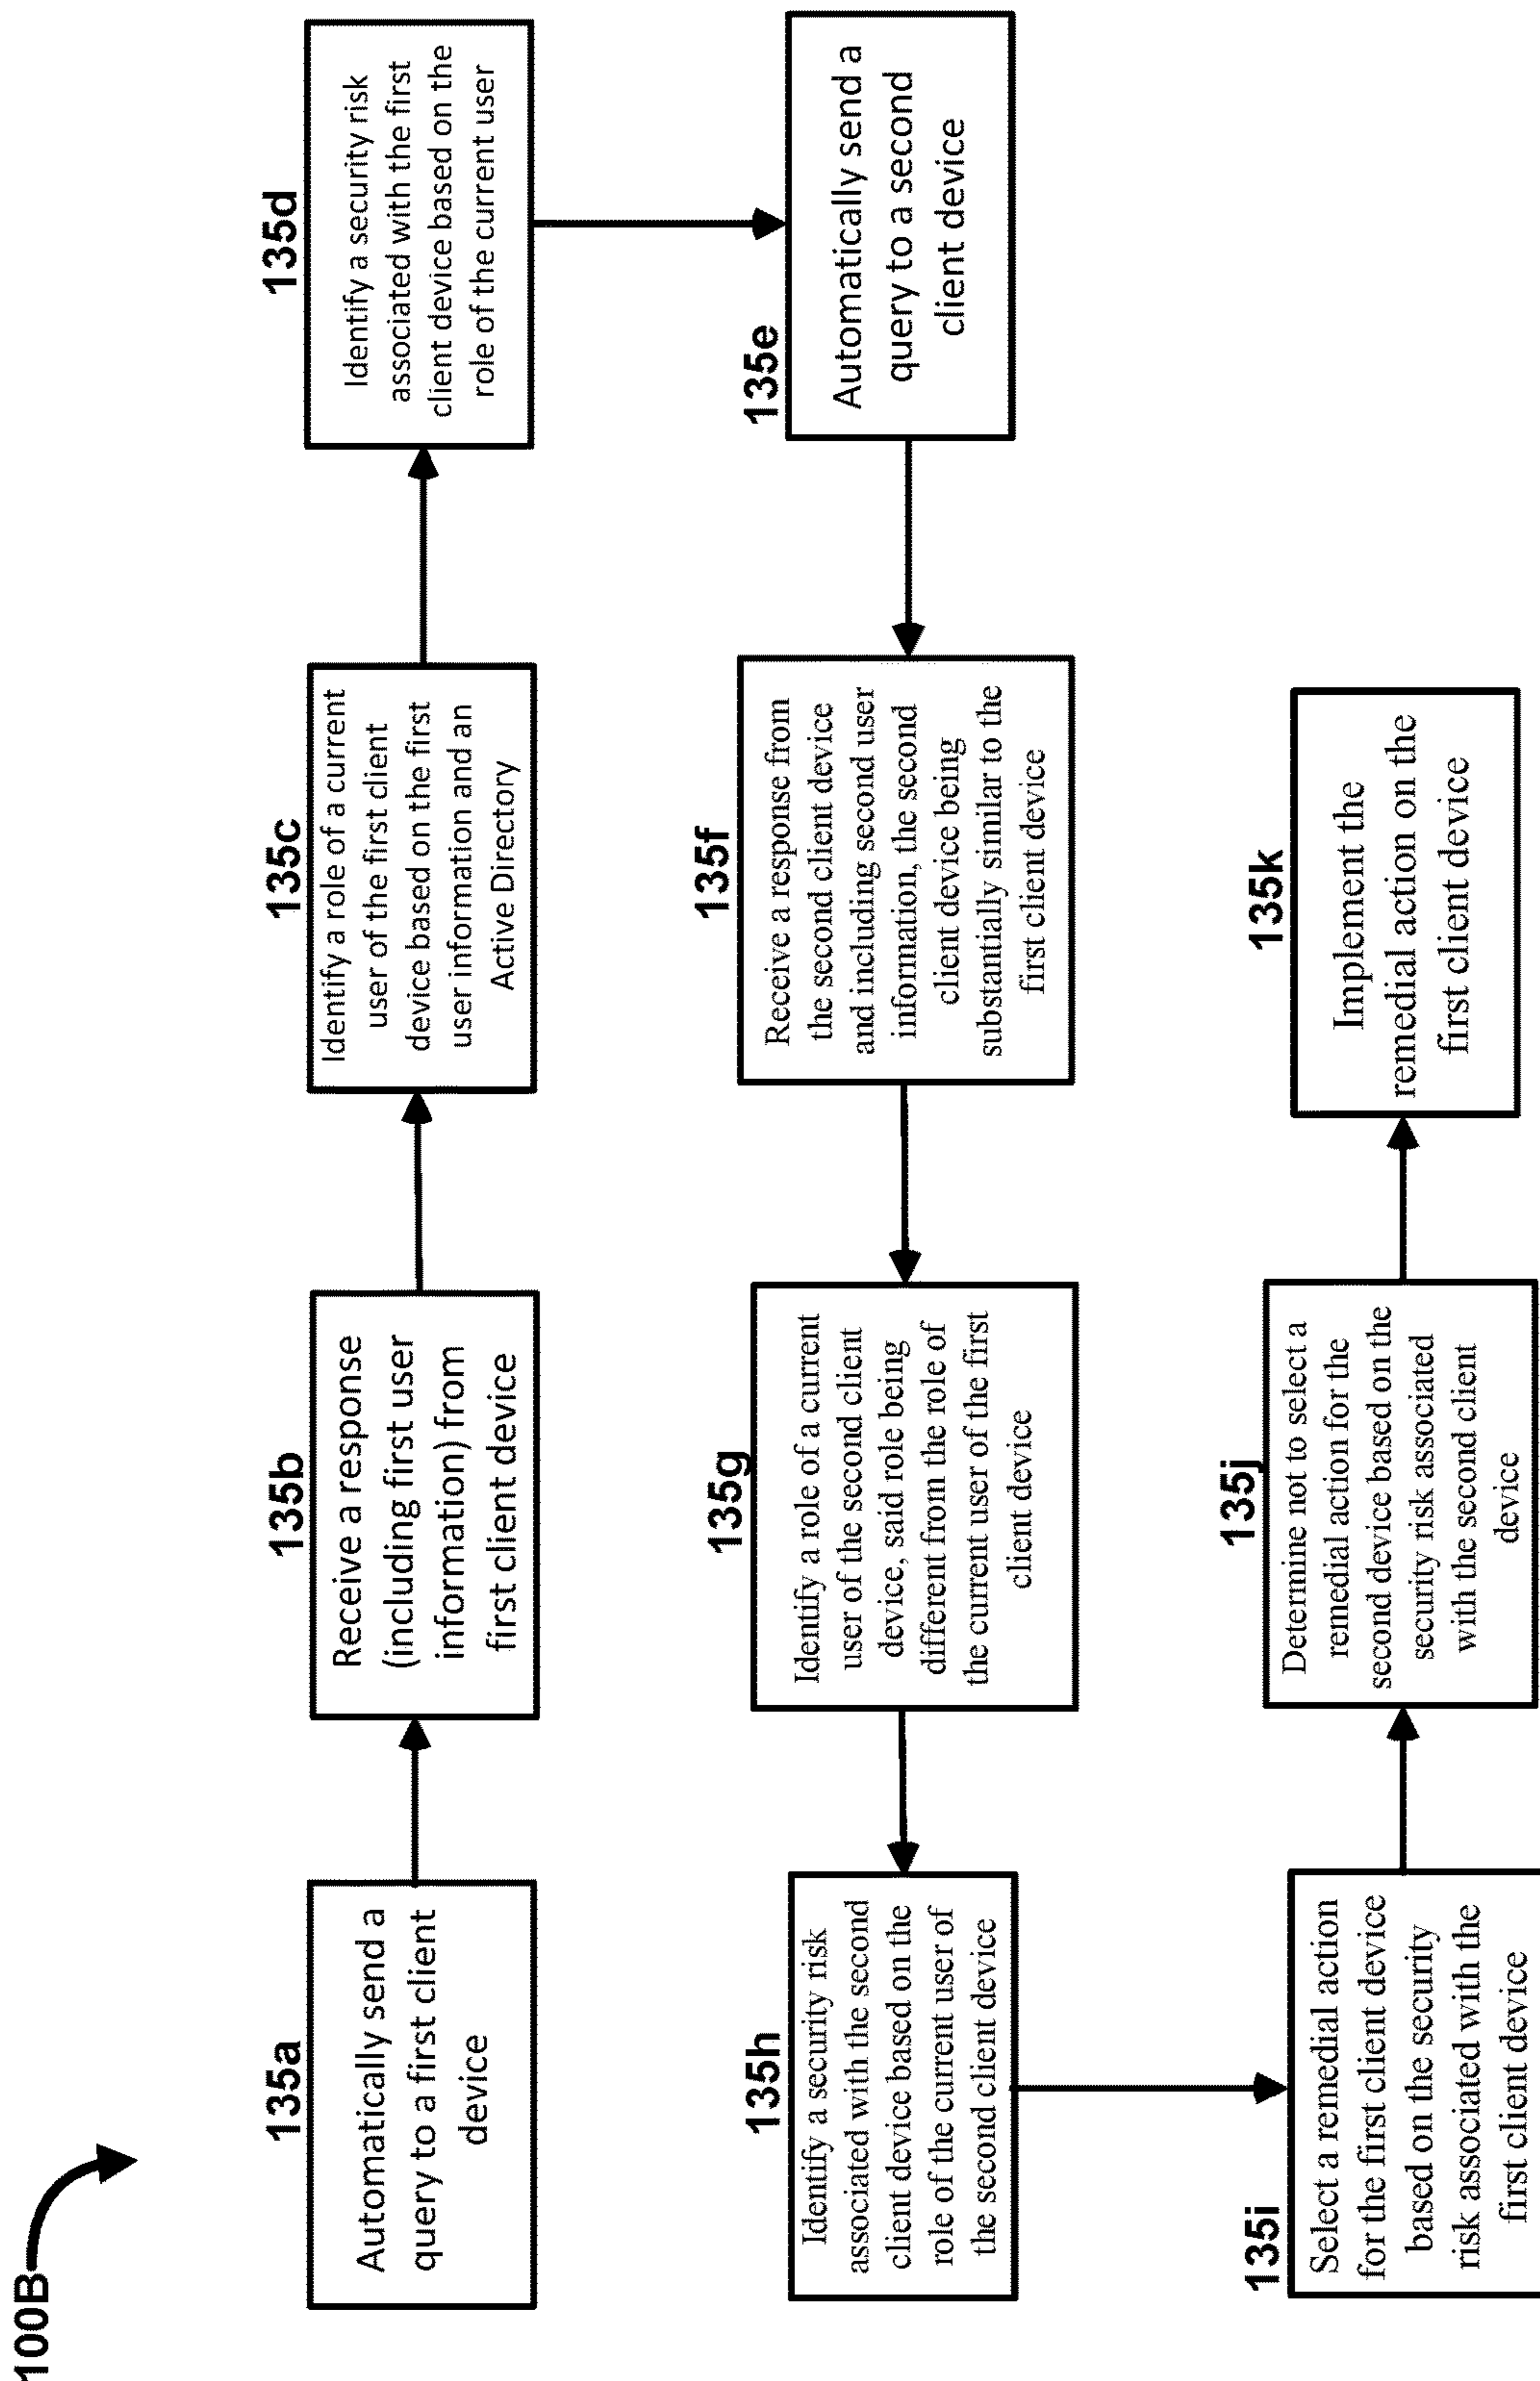 100B
135a
Automatically send a
query to a first client
device
135b
Receive a response
(including first user
information) from
first client device
135c
Identify a role of a current
user of the first client
device based on the first
user information and an
Active Directory
135d
Identify a security risk
associated with the first
client device based on the
role of the current user
135e
Automatically send a
query to a second
client device
135f
Receive a response from
the second client device
and including second user
information, the second
client device being
substantially similar to the
first client device
135g
Identify a role of a current
user of the second client
device, said role being
different from the role of
the current user of the first
client device
135h
Identify a security risk
associated with the second
client device based on the
role of the current user of
the second client device
135i
Select a remedial action
for the first client device
based on the security
risk associated with the
first client device
135j
Determine not to select a
remedial action for the
second device based on the
security risk associated
with the second client
device
135k
Implement the
remedial action on the
first client device